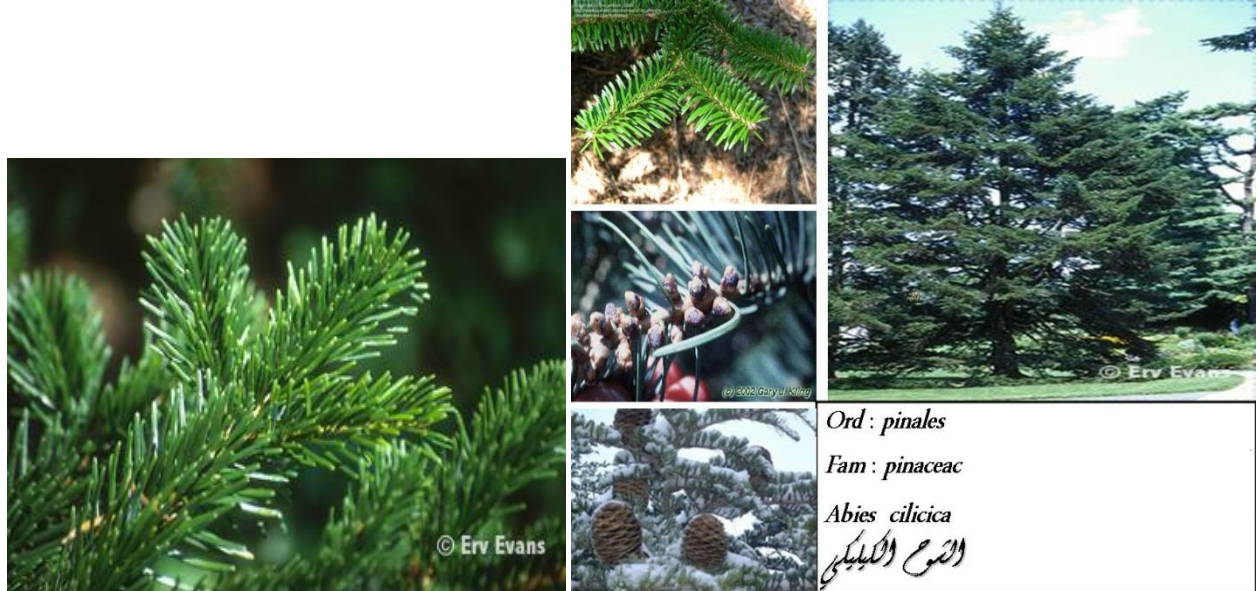 © Erv Evans
(c) 2002 Gary J. Kling
© Erv Evans
Ord : pinales
Fam : pinaceac
Abies cilicica
الشوح الكيليكي